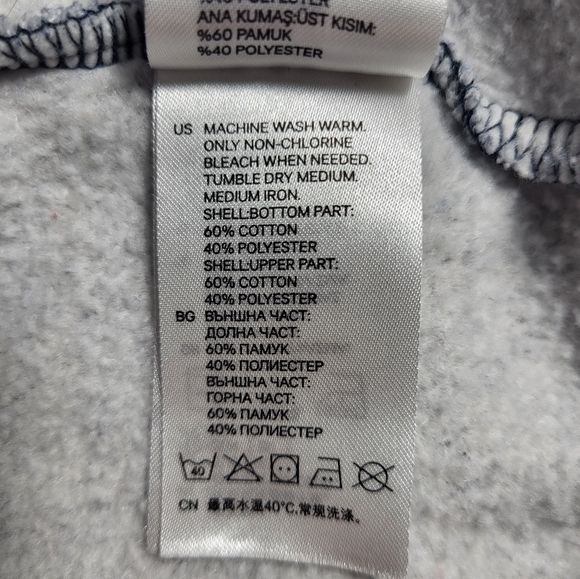 ANA KUMAŞ:ÜST KISIM:
%60 PAMUK
%40 POLYESTER
US MACHINE WASH WARM.
ONLY NON-CHLORINE
BLEACH WHEN NEEDED.
TUMBLE DRY MEDIUM.
MEDIUM IRON.
SHELL:BOTTOM PART:
60% COTTON
40% POLYESTER
SHELL:UPPER PART:
60% COTTON
40% POLYESTER
BG ВЪНШНА ЧАСТ:
ДОЛНА ЧАСТ:
60% ПАМУК
40% ПОЛИЕСТЕР
ВЪНШНА ЧАСТ:
ГОРНА ЧАСТ:
60% ПАМУК
40% ПОЛИЕСТЕР
40
CN 最高水温40°C,常规洗涤.